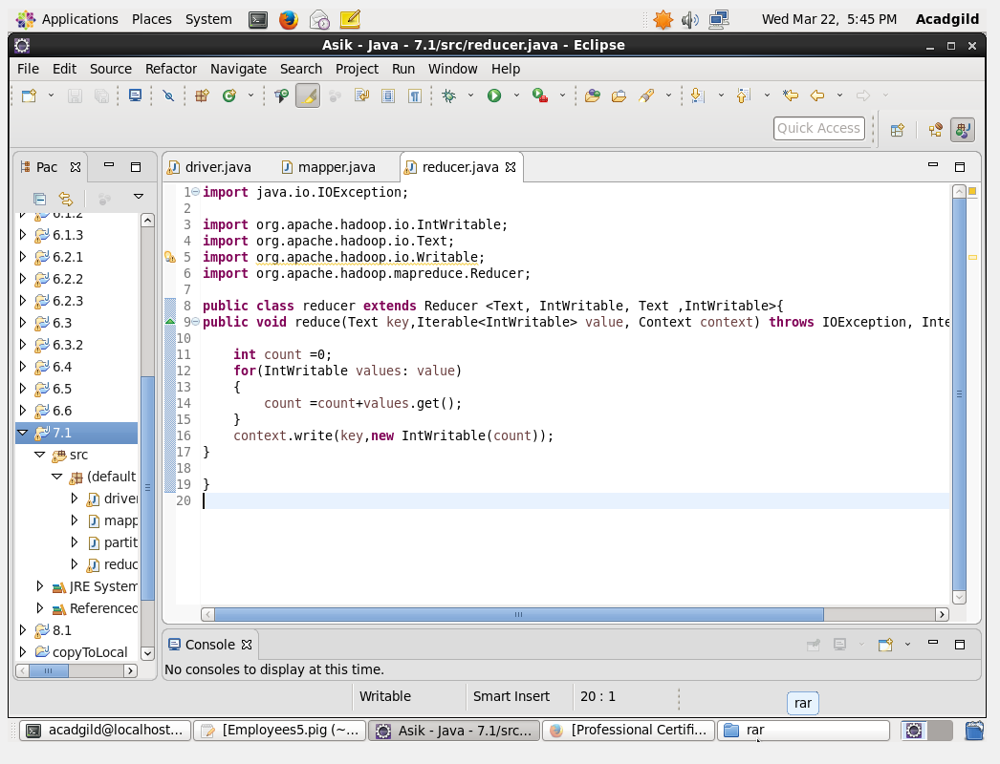 Applications Places System
Wed Mar 22, 5:45 PM Acadgild
Asik - Java - 7.1/src/reducer.java - Eclipse
File Edit Source Refactor Navigate Search Project Run Window Help
Quick Access
Pac
driver.java
mapper.java
reducer.java
6.1.2
6.1.3
6.2.1
6.2.2
6.2.3
6.3
6.3.2
6.4
6.5
6.6
7.1
src
(default
driver
mapp
partit
reduc
JRE System
Referenced
8.1
copyToLocal
1 import java.io.IOException;
2
3 import org.apache.hadoop.io.IntWritable;
4 import org.apache.hadoop.io.Text;
5 import org.apache.hadoop.io.Writable;
6 import org.apache.hadoop.mapreduce.Reducer;
7
8 public class reducer extends Reducer <Text, IntWritable, Text ,IntWritable>{
9 public void reduce(Text key,Iterable<IntWritable> value, Context context) throws IOException, Inte
10
11 int count =0;
12 for(IntWritable values: value)
13 {
14 count =count+values.get();
15 }
16 context.write(key,new IntWritable(count));
17 }
18
19 }
20
Console
No consoles to display at this time.
Writable
Smart Insert
20 : 1
rar
acadgild@localhost...
[Employees5.pig (~...
Asik - Java - 7.1/src...
[Professional Certifi...
rar